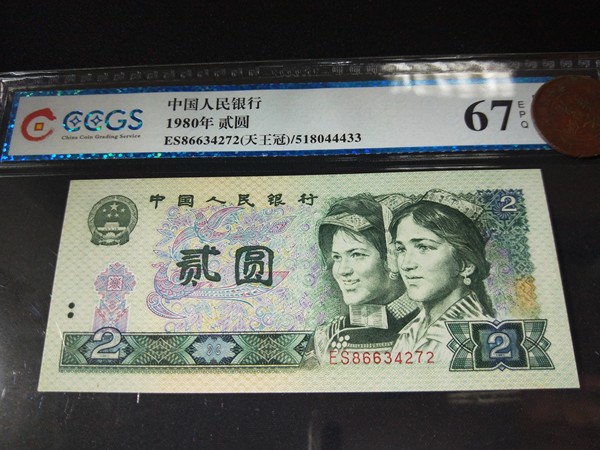 CCGS
China Coin Grading Service
中国人民银行
1980年 贰圆
ES86634272(天王冠)/518044433
67
EPQ
中国人民银行
贰圆
2
2
2
ES86634272